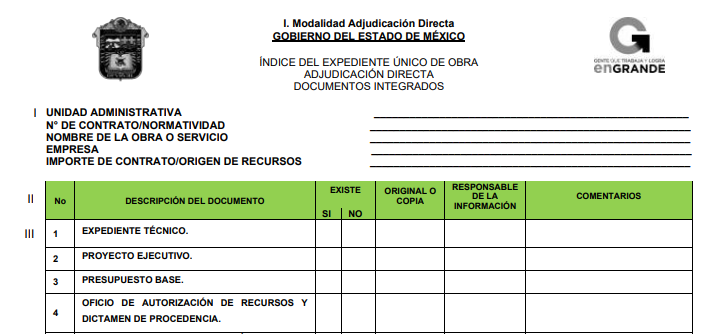 I. Modalidad Adjudicación Directa
GOBIERNO DEL ESTADO DE MÉXICO
ÍNDICE DEL EXPEDIENTE ÚNICO DE OBRA
ADJUDICACIÓN DIRECTA
DOCUMENTOS INTEGRADOS
GENTE QUE TRABAJA Y LOGRA
enGRANDE
I UNIDAD ADMINISTRATIVA
N° DE CONTRATO/NORMATIVIDAD
NOMBRE DE LA OBRA O SERVICIO
EMPRESA
IMPORTE DE CONTRATO/ORIGEN DE RECURSOS
II No DESCRIPCIÓN DEL DOCUMENTO EXISTE SI NO ORIGINAL O COPIA RESPONSABLE DE LA INFORMACIÓN COMENTARIOS
III 1 EXPEDIENTE TÉCNICO.
2 PROYECTO EJECUTIVO.
3 PRESUPUESTO BASE.
4 OFICIO DE AUTORIZACIÓN DE RECURSOS Y
DICTAMEN DE PROCEDENCIA.